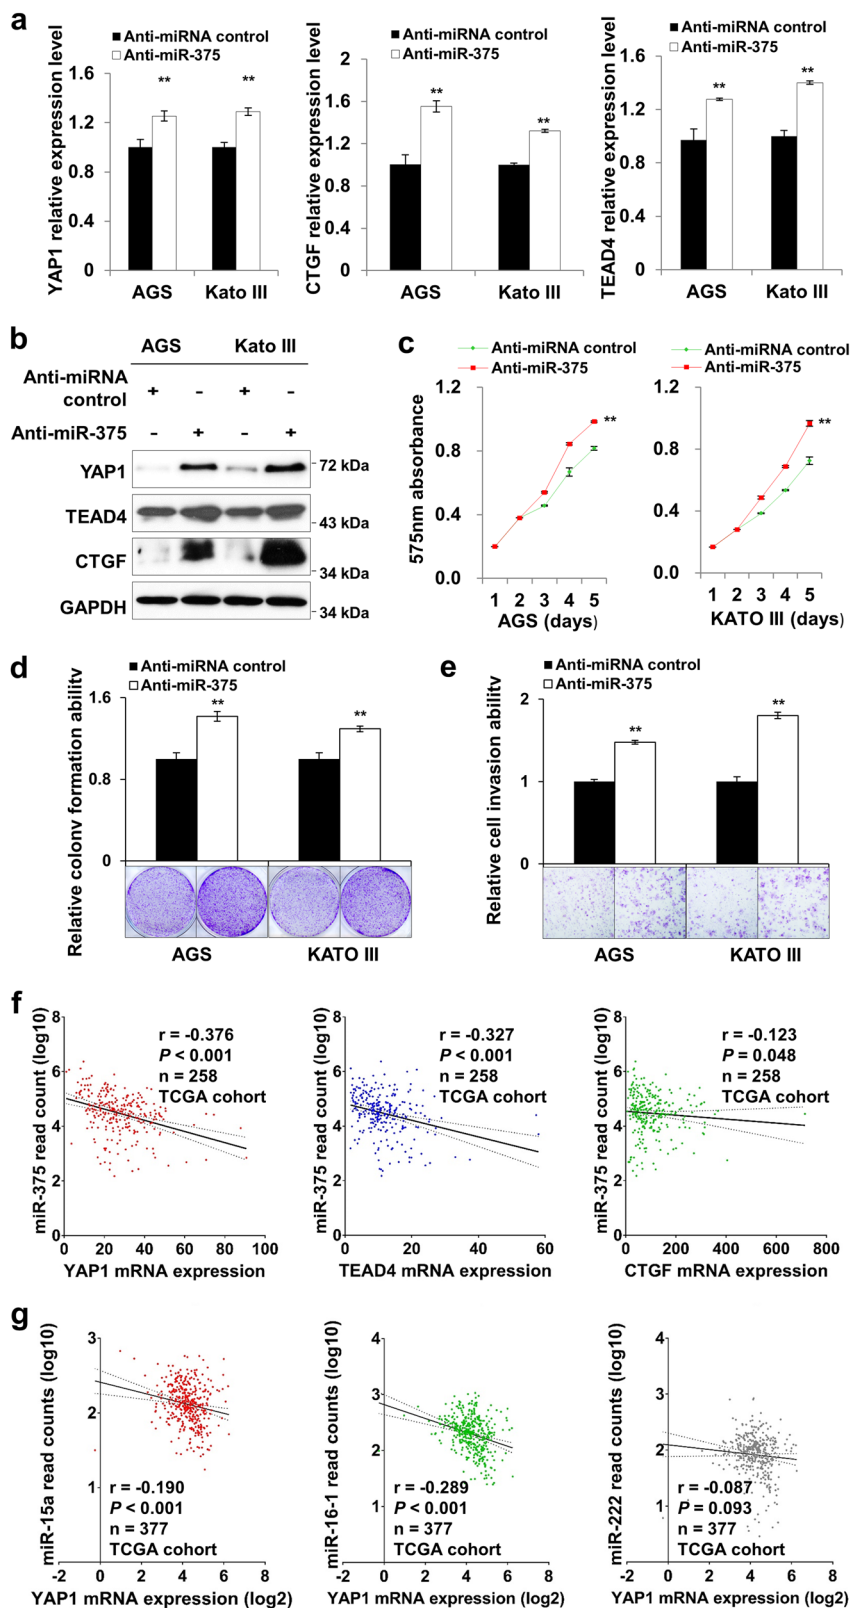 a
Anti-miRNA control
Anti-miR-375
YAP1 relative expression level
1.6
1.2
0.8
0.4
0
** **
AGS Kato III
Anti-miRNA control
Anti-miR-375
CTGF relative expression level
2
1.6
1.2
0.8
0.4
0
** **
AGS Kato III
Anti-miRNA control
Anti-miR-375
TEAD4 relative expression level
1.6
1.2
0.8
0.4
0
** **
AGS Kato III
b
AGS Kato III
Anti-miRNA control + - + -
Anti-miR-375 - + - +
YAP1 72 kDa
TEAD4 43 kDa
CTGF 34 kDa
GAPDH 34 kDa
c
Anti-miRNA control
Anti-miR-375
575nm absorbance
1.2
0.8
0.4
0.0
**
1 2 3 4 5
AGS (days)
Anti-miRNA control
Anti-miR-375
1.2
0.8
0.4
0.0
**
1 2 3 4 5
KATO III (days)
d
Anti-miRNA control
Anti-miR-375
Relative colony formation ability
1.6
0.8
0
** **
AGS KATO III
e
Anti-miRNA control
Anti-miR-375
Relative cell invasion ability
2
1
0
** **
AGS KATO III
f
miR-375 read count (log10)
8
6
4
2
0
r = -0.376
P < 0.001
n = 258
TCGA cohort
0 20 40 60 80 100
YAP1 mRNA expression
miR-375 read count (log10)
8
6
4
2
0
r = -0.327
P < 0.001
n = 258
TCGA cohort
0 20 40 60
TEAD4 mRNA expression
miR-375 read count (log10)
8
6
4
2
0
r = -0.123
P = 0.048
n = 258
TCGA cohort
0 200 400 600 800
CTGF mRNA expression
g
miR-15a read counts (log10)
3
2
1
r = -0.190
P < 0.001
n = 377
TCGA cohort
-2 0 2 4 6 8
YAP1 mRNA expression (log2)
miR-16-1 read counts (log10)
4
3
2
1
r = -0.289
P < 0.001
n = 377
TCGA cohort
-2 0 2 4 6 8
YAP1 mRNA expression (log2)
miR-222 read counts (log10)
4
3
2
1
0
r = -0.087
P = 0.093
n = 377
TCGA cohort
-2 0 2 4 6 8
YAP1 mRNA expression (log2)